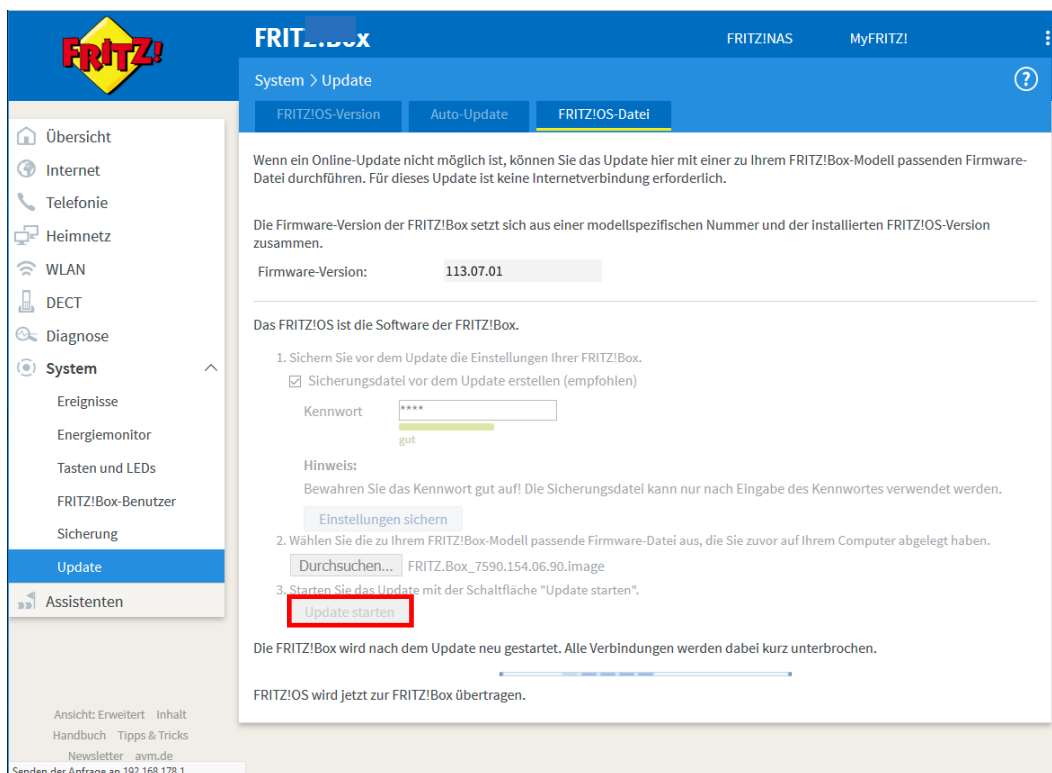 FRITZ!
FRITZ!Box
FRITZ!NAS
MyFRITZ!
System > Update
?
FRITZ!OS-Version
Auto-Update
FRITZ!OS-Datei
Übersicht
Internet
Telefonie
Heimnetz
WLAN
DECT
Diagnose
System
Ereignisse
Energiemonitor
Tasten und LEDs
FRITZ!Box-Benutzer
Sicherung
Update
Assistenten
Wenn ein Online-Update nicht möglich ist, können Sie das Update hier mit einer zu Ihrem FRITZ!Box-Modell passenden Firmware-
Datei durchführen. Für dieses Update ist keine Internetverbindung erforderlich.
Die Firmware-Version der FRITZ!Box setzt sich aus einer modellspezifischen Nummer und der installierten FRITZ!OS-Version
zusammen.
Firmware-Version: 113.07.01
Das FRITZ!OS ist die Software der FRITZ!Box.
1. Sichern Sie vor dem Update die Einstellungen Ihrer FRITZ!Box.
Sicherungsdatei vor dem Update erstellen (empfohlen)
Kennwort ****
gut
Hinweis:
Bewahren Sie das Kennwort gut auf! Die Sicherungsdatei kann nur nach Eingabe des Kennwortes verwendet werden.
Einstellungen sichern
2. Wählen Sie die zu Ihrem FRITZ!Box-Modell passende Firmware-Datei aus, die Sie zuvor auf Ihrem Computer abgelegt haben.
Durchsuchen... FRITZ.Box_7590.154.06.90.image
3. Starten Sie das Update mit der Schaltfläche "Update starten".
Update starten
Die FRITZ!Box wird nach dem Update neu gestartet. Alle Verbindungen werden dabei kurz unterbrochen.
FRITZ!OS wird jetzt zur FRITZ!Box übertragen.
Ansicht: Erweitert Inhalt
Handbuch Tipps & Tricks
Newsletter avm.de
Senden der Anfrage an 192.168.178.1